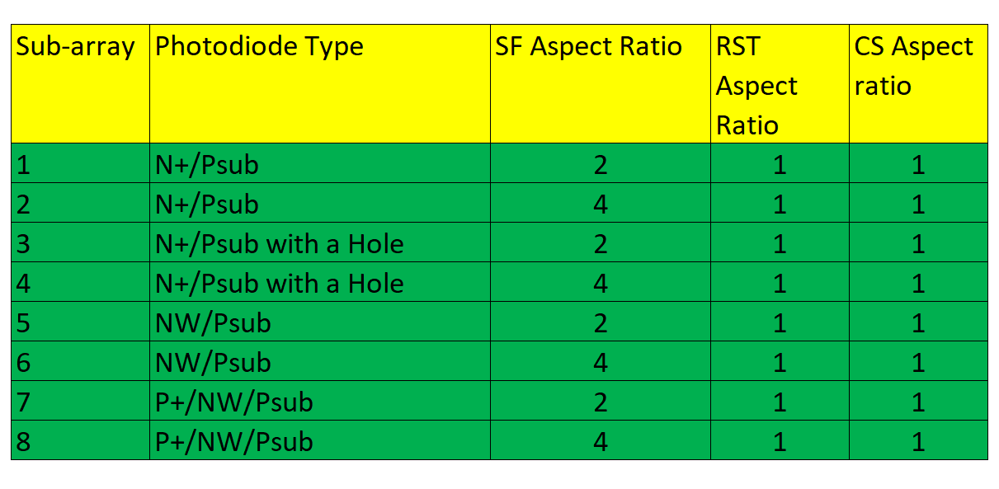 Sub-array Photodiode Type SF Aspect Ratio RST Aspect Ratio CS Aspect ratio
1 N+/Psub 2 1 1
2 N+/Psub 4 1 1
3 N+/Psub with a Hole 2 1 1
4 N+/Psub with a Hole 4 1 1
5 NW/Psub 2 1 1
6 NW/Psub 4 1 1
7 P+/NW/Psub 2 1 1
8 P+/NW/Psub 4 1 1